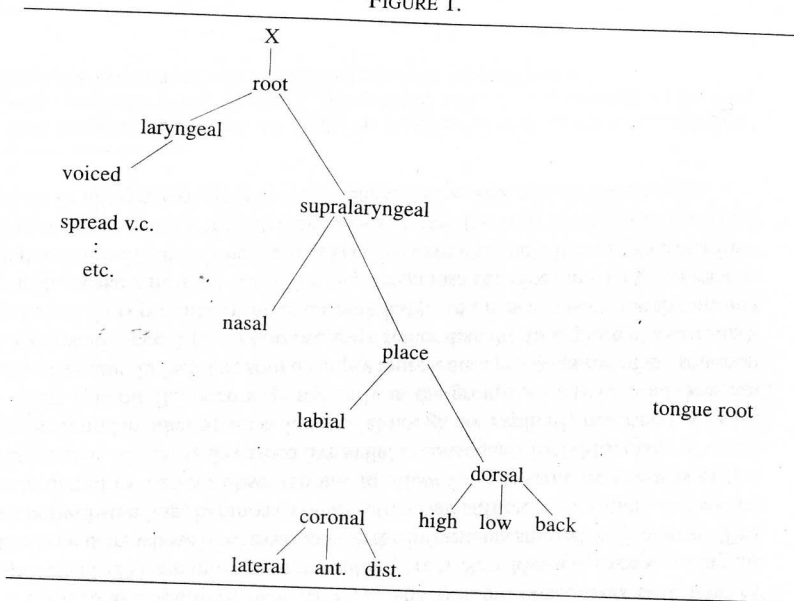 FIGURE 1.
X
root
laryngeal
voiced
supralaryngeal
spread v.c.
:
etc.
nasal
place
labial
tongue root
dorsal
coronal
high low back
lateral ant. dist.